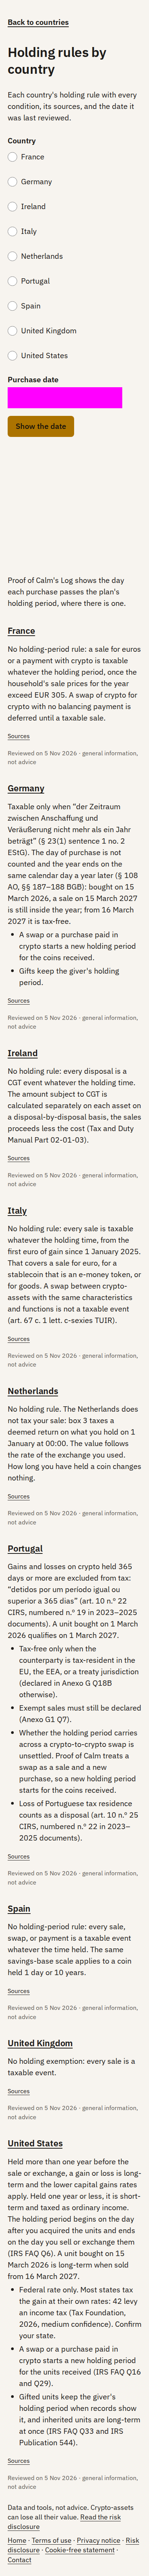 Back to countries
Holding rules by
country
Each country's holding rule with every
condition, its sources, and the date it
was last reviewed.
Country
France
Germany
Ireland
Italy
Netherlands
Portugal
Spain
United Kingdom
United States
Purchase date
Show the date
Proof of Calm's Log shows the day
each purchase passes the plan's
holding period, where there is one.
France
No holding-period rule: a sale for euros
or a payment with crypto is taxable
whatever the holding period, once the
household's sale prices for the year
exceed EUR 305. A swap of crypto for
crypto with no balancing payment is
deferred until a taxable sale.
Sources
Reviewed on 5 Nov 2026 · general information,
not advice
Germany
Taxable only when “der Zeitraum
zwischen Anschaffung und
Veräußerung nicht mehr als ein Jahr
beträgt” (§ 23(1) sentence 1 no. 2
EStG). The day of purchase is not
counted and the year ends on the
same calendar day a year later (§ 108
AO, §§ 187–188 BGB): bought on 15
March 2026, a sale on 15 March 2027
is still inside the year; from 16 March
2027 it is tax-free.
A swap or a purchase paid in
crypto starts a new holding period
for the coins received.
Gifts keep the giver's holding
period.
Sources
Reviewed on 5 Nov 2026 · general information,
not advice
Ireland
No holding-period rule: every disposal is a
CGT event whatever the holding time.
The amount subject to CGT is
calculated separately on each asset on
a disposal-by-disposal basis, the sales
proceeds less the cost (Tax and Duty
Manual Part 02-01-03).
Sources
Reviewed on 5 Nov 2026 · general information,
not advice
Italy
No holding rule: every sale is taxable
whatever the holding time, from the
first euro of gain since 1 January 2025.
That covers a sale for euro, for a
stablecoin that is an e-money token, or
for goods. A swap between crypto-
assets with the same characteristics
and functions is not a taxable event
(art. 67 c. 1 lett. c-sexies TUIR).
Sources
Reviewed on 5 Nov 2026 · general information,
not advice
Netherlands
No holding rule. The Netherlands does
not tax your sale: box 3 taxes a
deemed return on what you hold on 1
January at 00:00. The value follows
the rate of the exchange you used.
How long you have held a coin changes
nothing.
Sources
Reviewed on 5 Nov 2026 · general information,
not advice
Portugal
Gains and losses on crypto held 365
days or more are excluded from tax:
“detidos por um período igual ou
superior a 365 dias” (art. 10 n.º 22
CIRS, numbered n.º 19 in 2023–2025
documents). A unit bought on 1 March
2026 qualifies on 1 March 2027.
Tax-free only when the
counterparty is tax-resident in the
EU, the EEA, or a treaty jurisdiction
(declared in Anexo G Q18B
otherwise).
Exempt sales must still be declared
(Anexo G1 Q7).
Whether the holding period carries
across a crypto-to-crypto swap is
unsettled. Proof of Calm treats a
swap as a sale and a new
purchase, so a new holding period
starts for the coins received.
Loss of Portuguese tax residence
counts as a disposal (art. 10 n.º 25
CIRS, numbered n.º 22 in 2023–
2025 documents).
Sources
Reviewed on 5 Nov 2026 · general information,
not advice
Spain
No holding-period rule: every sale,
swap, or payment is a taxable event
whatever the time held. The same
savings-base scale applies to a coin
held 1 day or 10 years.
Sources
Reviewed on 5 Nov 2026 · general information,
not advice
United Kingdom
No holding exemption: every sale is a
taxable event.
Sources
Reviewed on 5 Nov 2026 · general information,
not advice
United States
Held more than one year before the
sale or exchange, a gain or loss is long-
term and the lower capital gains rates
apply. Held one year or less, it is short-
term and taxed as ordinary income.
The holding period begins on the day
after you acquired the units and ends
on the day you sell or exchange them
(IRS FAQ Q6). A unit bought on 15
March 2026 is long-term when sold
from 16 March 2027.
Federal rate only. Most states tax
the gain at their own rates: 42 levy
an income tax (Tax Foundation,
2026, medium confidence). Confirm
your state.
A swap or a purchase paid in
crypto starts a new holding period
for the units received (IRS FAQ Q16
and Q29).
Gifted units keep the giver's
holding period when records show
it, and inherited units are long-term
at once (IRS FAQ Q33 and IRS
Publication 544).
Sources
Reviewed on 5 Nov 2026 · general information,
not advice
Data and tools, not advice. Crypto-assets
can lose all their value. Read the risk
disclosure
Home · Terms of use · Privacy notice · Risk
disclosure · Cookie-free statement ·
Contact